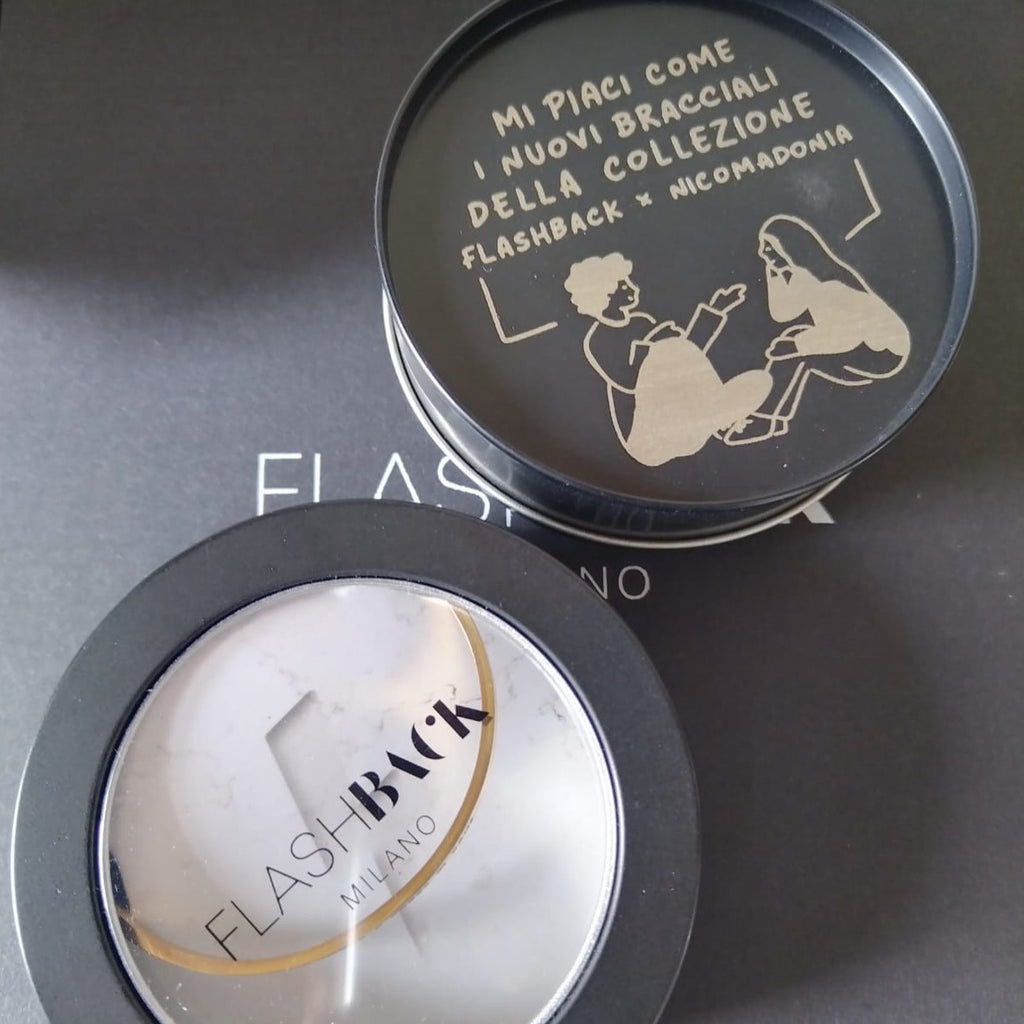 MI PIACI COME
I NUOVI BRACCIALI
DELLA COLLEZIONE
FLASHBACK x NICOMADONIA
FLASHBACK
MILANO